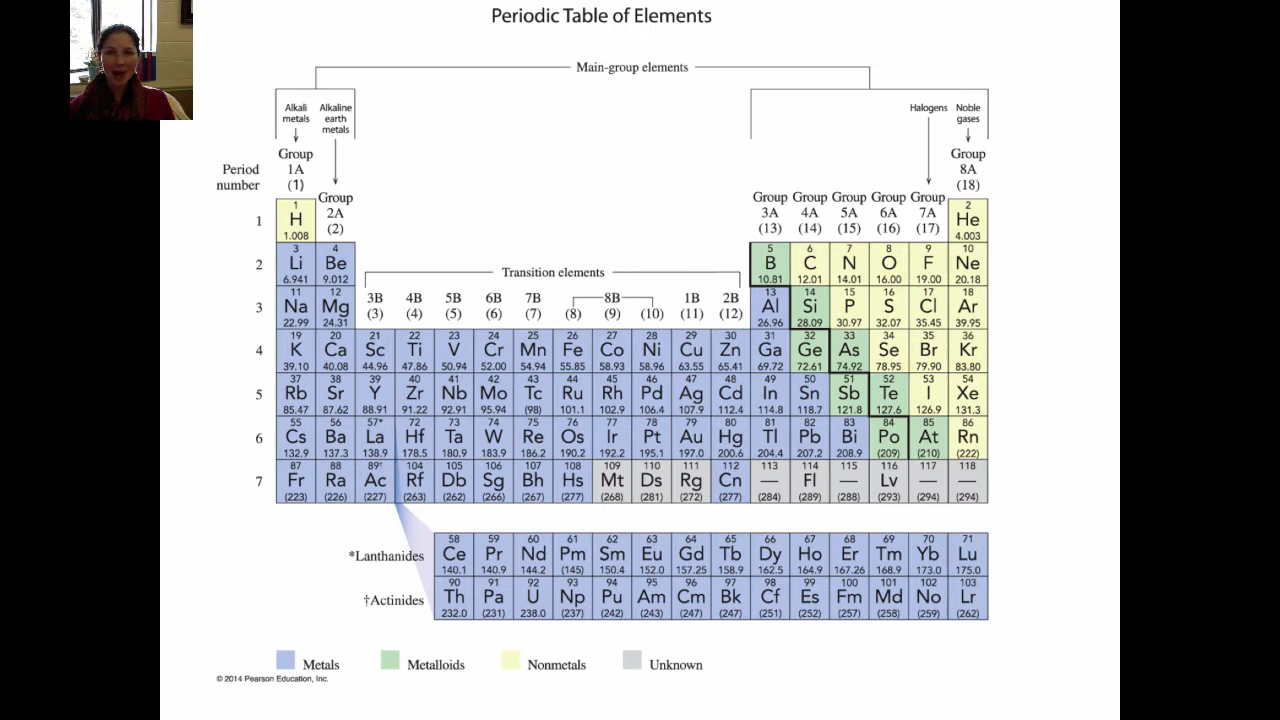 Periodic Table of Elements
Main-group elements
Alkali metals
Alkaline earth metals
Halogens
Noble gases
Period number
Group 1A (1)
Group 2A (2)
Group 3A (13)
Group 4A (14)
Group 5A (15)
Group 6A (16)
Group 7A (17)
Group 8A (18)
Transition elements
3B (3)
4B (4)
5B (5)
6B (6)
7B (7)
8B
(8) (9) (10)
1B (11)
2B (12)
1
1 2
H He
1.008 4.003
2
3 4 5 6 7 8 9 10
Li Be B C N O F Ne
6.941 9.012 10.81 12.01 14.01 16.00 19.00 20.18
3
11 12 13 14 15 16 17 18
Na Mg Al Si P S Cl Ar
22.99 24.31 26.96 28.09 30.97 32.07 35.45 39.95
4
19 20 21 22 23 24 25 26 27 28 29 30 31 32 33 34 35 36
K Ca Sc Ti V Cr Mn Fe Co Ni Cu Zn Ga Ge As Se Br Kr
39.10 40.08 44.96 47.86 50.94 52.00 54.94 55.85 58.93 58.96 63.55 65.41 69.72 72.61 74.92 78.95 79.90 83.80
5
37 38 39 40 41 42 43 44 45 46 47 48 49 50 51 52 53 54
Rb Sr Y Zr Nb Mo Tc Ru Rh Pd Ag Cd In Sn Sb Te I Xe
85.47 87.62 88.91 91.22 92.91 95.94 (98) 101.1 102.9 106.4 107.9 112.4 114.8 118.7 121.8 127.6 126.9 131.3
6
55 56 57* 72 73 74 75 76 77 78 79 80 81 82 83 84 85 86
Cs Ba La Hf Ta W Re Os Ir Pt Au Hg Tl Pb Bi Po At Rn
132.9 137.3 138.9 178.5 180.9 183.9 186.2 190.2 192.2 195.1 197.0 200.6 204.4 207.2 208.9 (209) (210) (222)
7
87 88 89† 104 105 106 107 108 109 110 111 112 113 114 115 116 117 118
Fr Ra Ac Rf Db Sg Bh Hs Mt Ds Rg Cn — Fl — Lv — —
(223) (226) (227) (263) (262) (266) (267) (277) (268) (281) (272) (277) (284) (289) (288) (293) (294) (294)
*Lanthanides
58 59 60 61 62 63 64 65 66 67 68 69 70 71
Ce Pr Nd Pm Sm Eu Gd Tb Dy Ho Er Tm Yb Lu
140.1 140.9 144.2 (145) 150.4 152.0 157.25 158.9 162.5 164.9 167.26 168.9 173.0 175.0
†Actinides
90 91 92 93 94 95 96 97 98 99 100 101 102 103
Th Pa U Np Pu Am Cm Bk Cf Es Fm Md No Lr
232.0 (231) 238.0 (237) (242) (243) (247) (247) (251) (252) (257) (258) (259) (262)
Metals
Metalloids
Nonmetals
Unknown
© 2014 Pearson Education, Inc.